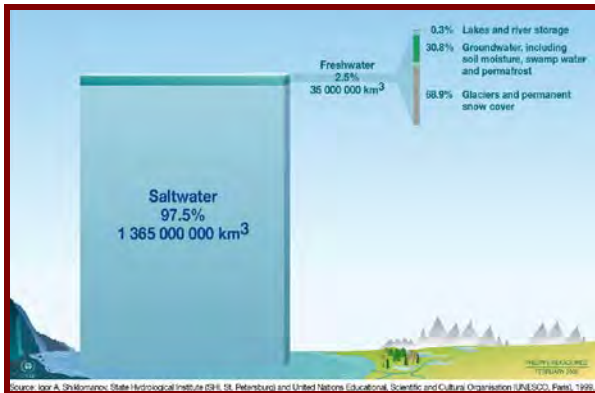 0.3% Lakes and river storage
30.8% Groundwater, including
soil moisture, swamp water
and permafrost
Freshwater
2.5%
35 000 000 km³
68.9% Glaciers and permanent
snow cover
Saltwater
97.5%
1 365 000 000 km³
PHILIPPE REKACEWICZ
FEBRUARY
Source: Igor A. Shiklomanov, State Hydrological Institute (SHI, St. Petersburg) and United Nations Educational, Scientific and Cultural Organisation (UNESCO, Paris), 1999.